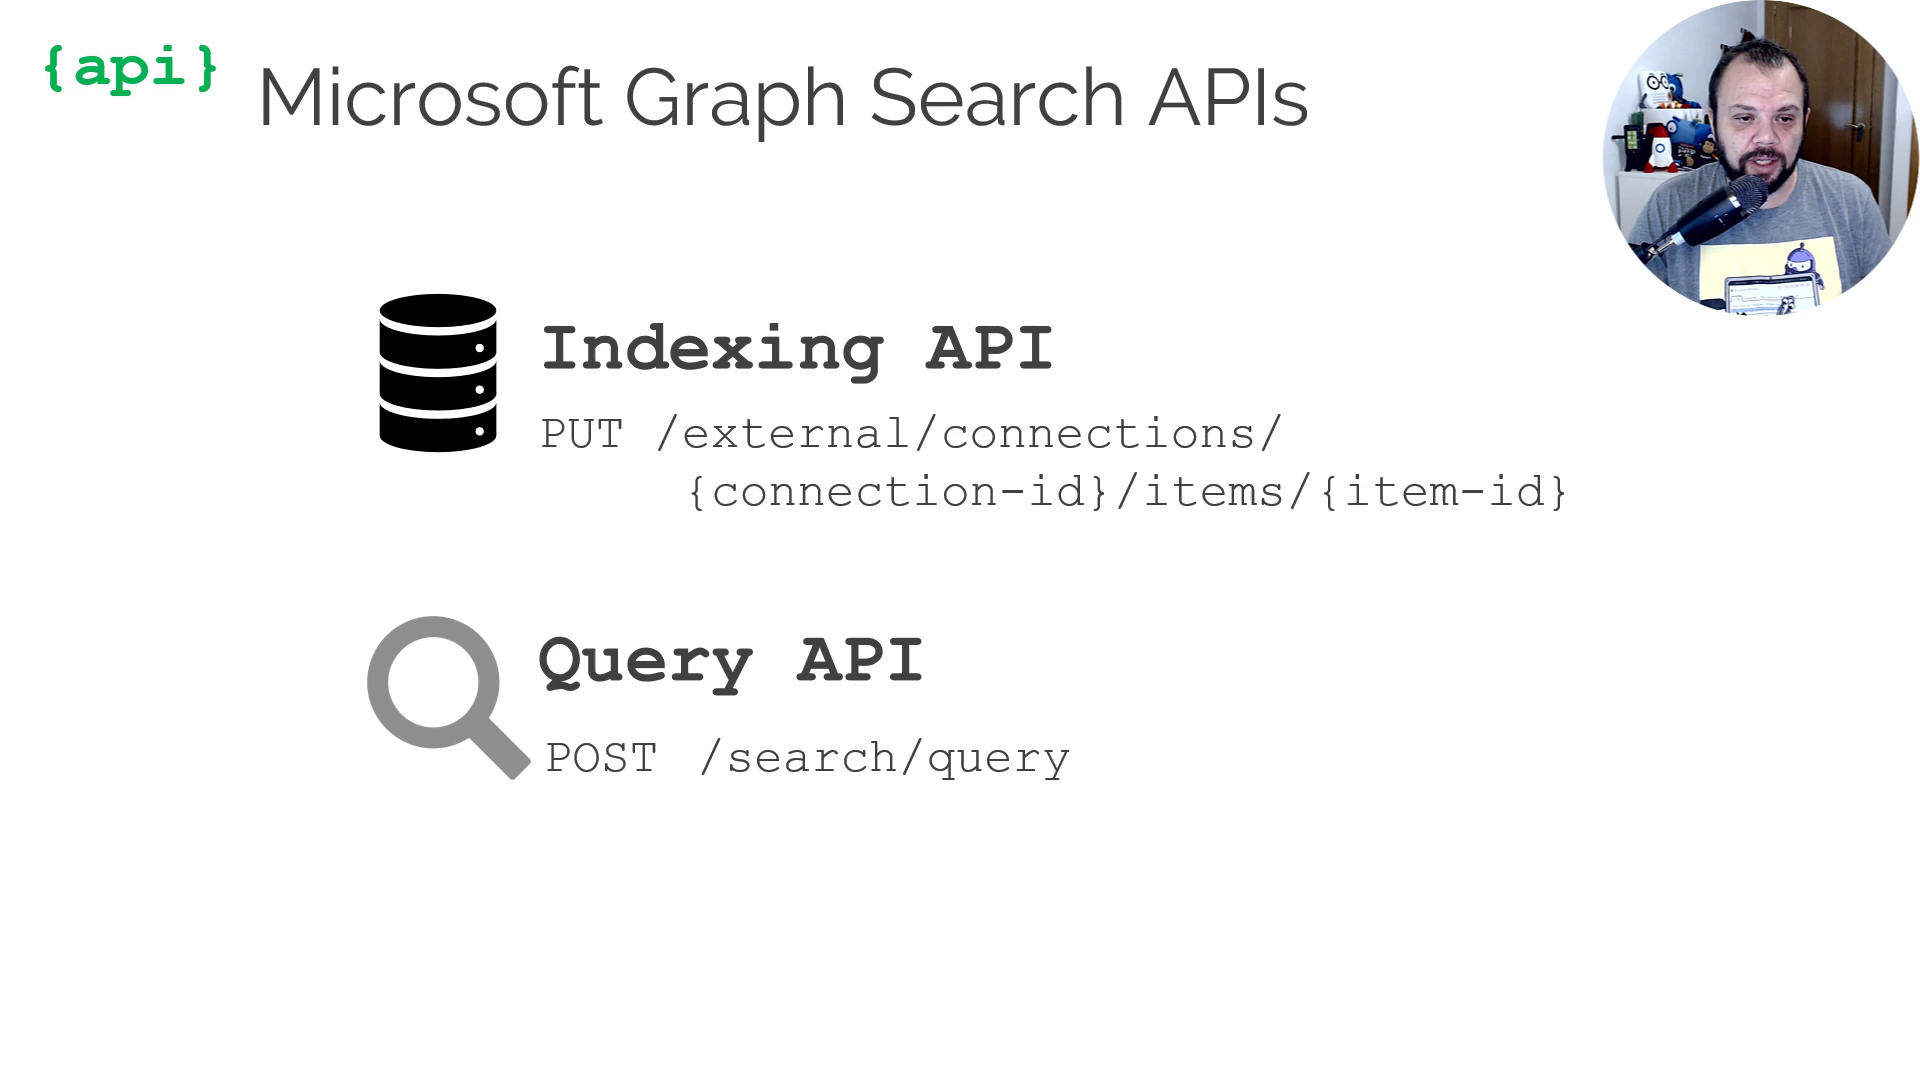 {api}
Microsoft Graph Search APIs
Indexing API
PUT /external/connections/
{connection-id}/items/{item-id}
Query API
POST /search/query